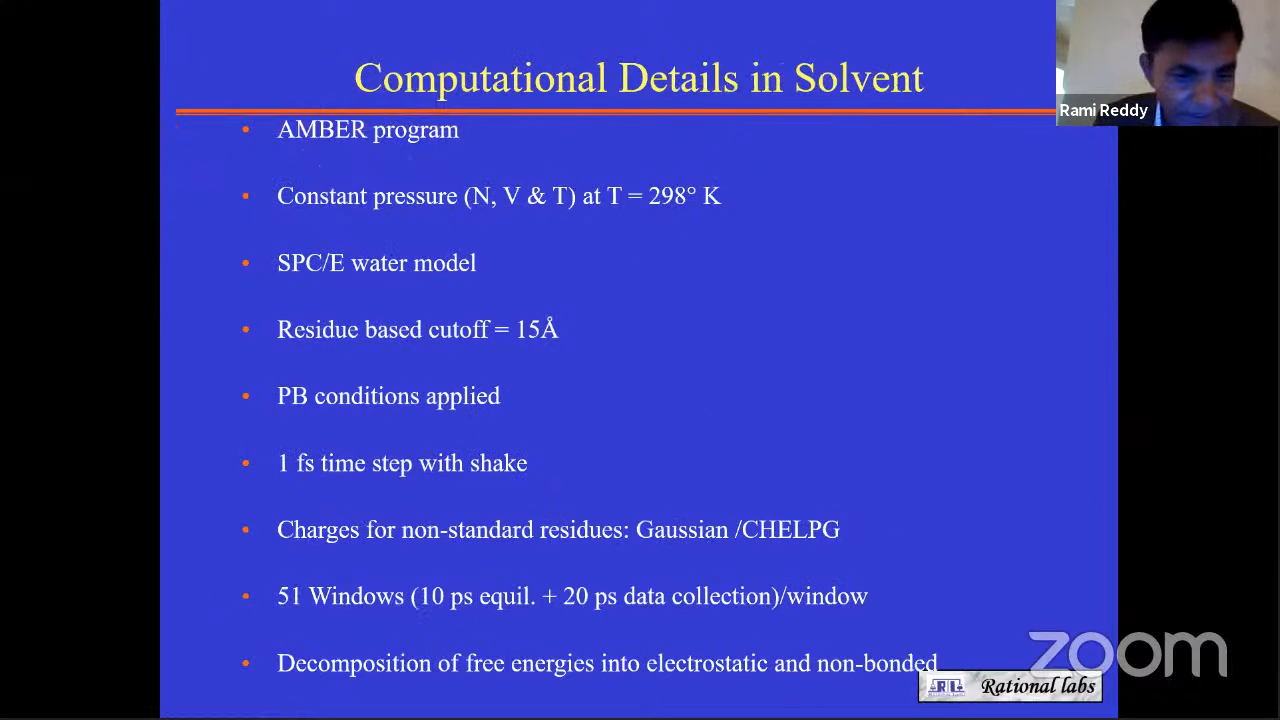 Computational Details in Solvent
Rami Reddy
• AMBER program
• Constant pressure (N, V & T) at T = 298° K
• SPC/E water model
• Residue based cutoff = 15Å
• PB conditions applied
• 1 fs time step with shake
• Charges for non-standard residues: Gaussian /CHELPG
• 51 Windows (10 ps equil. + 20 ps data collection)/window
• Decomposition of free energies into electrostatic and non-bonded
zoom
RL Rational labs